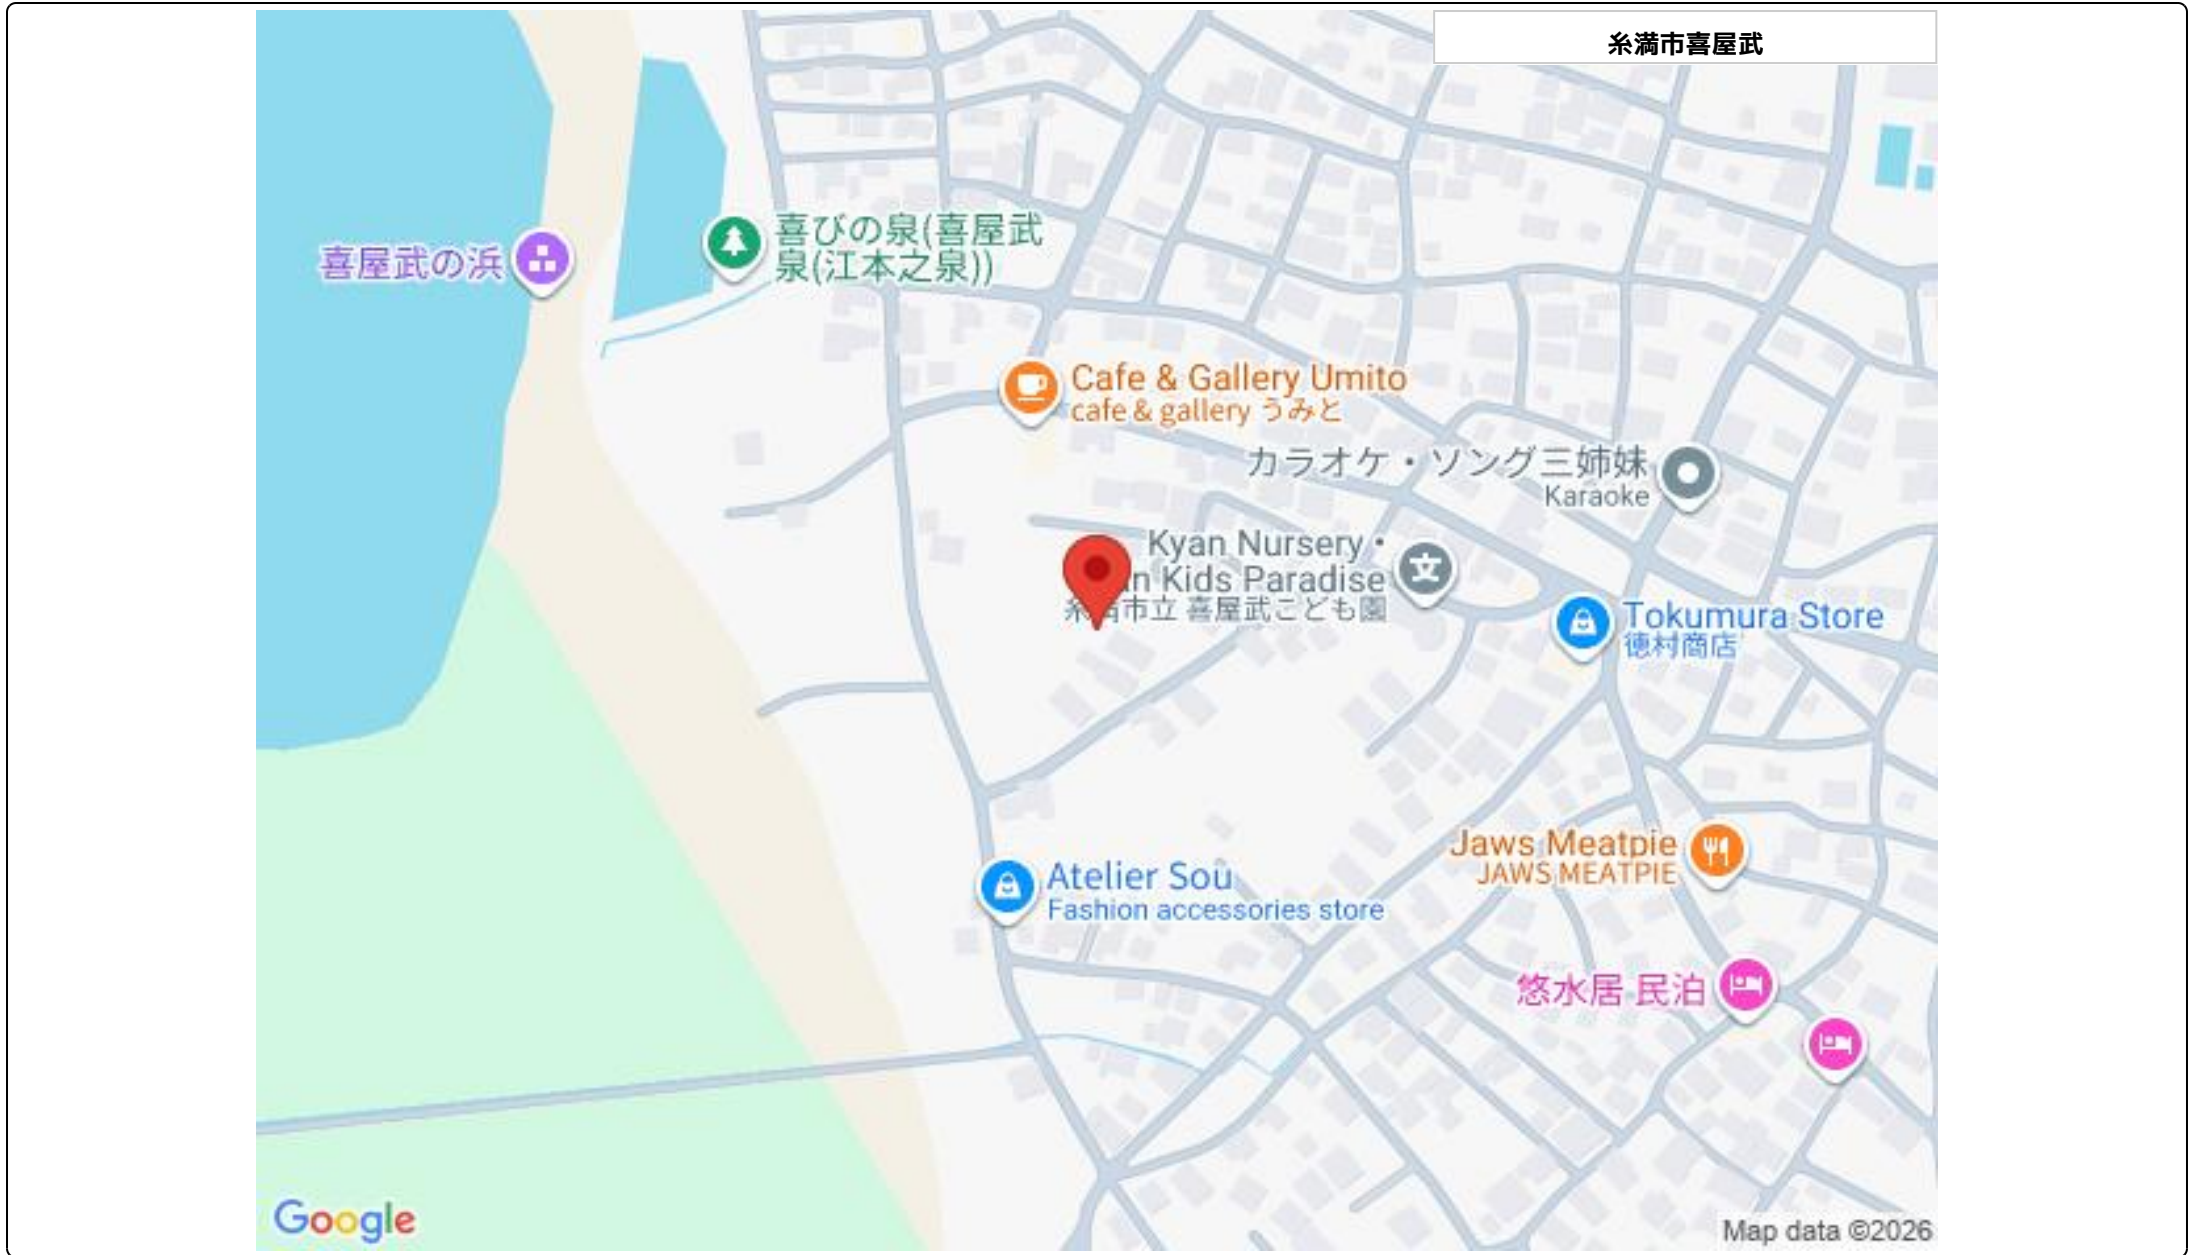 糸満市喜屋武
喜びの泉(喜屋武
泉(江本之泉))
喜屋武の浜
Cafe & Gallery Umito
cafe & gallery うみと
カラオケ・ソング三姉妹
Karaoke
Kyan Nursery・
n Kids Paradise
市立 喜屋武こども園
Tokumura Store
徳村商店
Jaws Meatpie
JAWS MEATPIE
Atelier Sou
Fashion accessories store
悠水居 民泊
Google
Map data ©2026